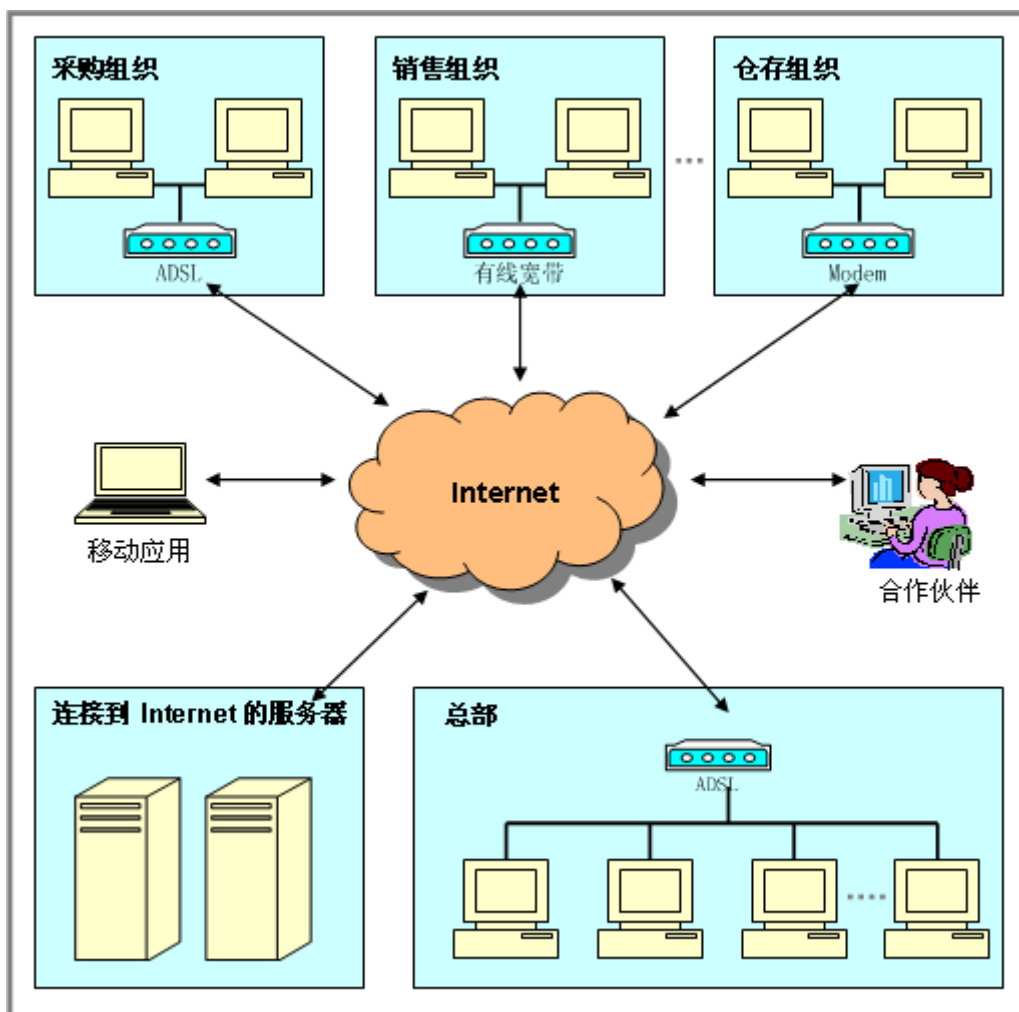 采购组织
销售组织
仓存组织
ADSL
有线宽带
Modem
Internet
移动应用
合作伙伴
连接到 Internet 的服务器
总部
ADSL